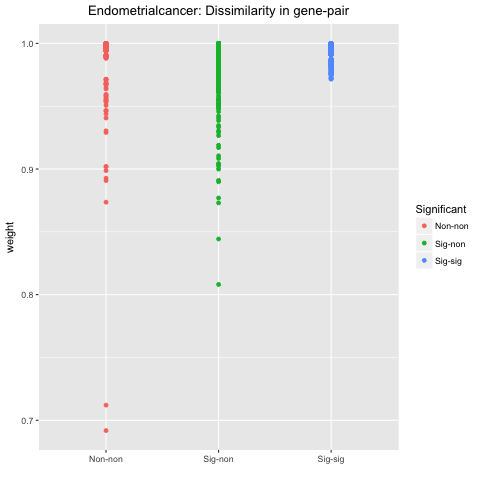 Endometrialcancer: Dissimilarity in gene-pair
1.0
0.9
0.8
0.7
weight
Non-non
Sig-non
Sig-sig
Significant
Non-non
Sig-non
Sig-sig